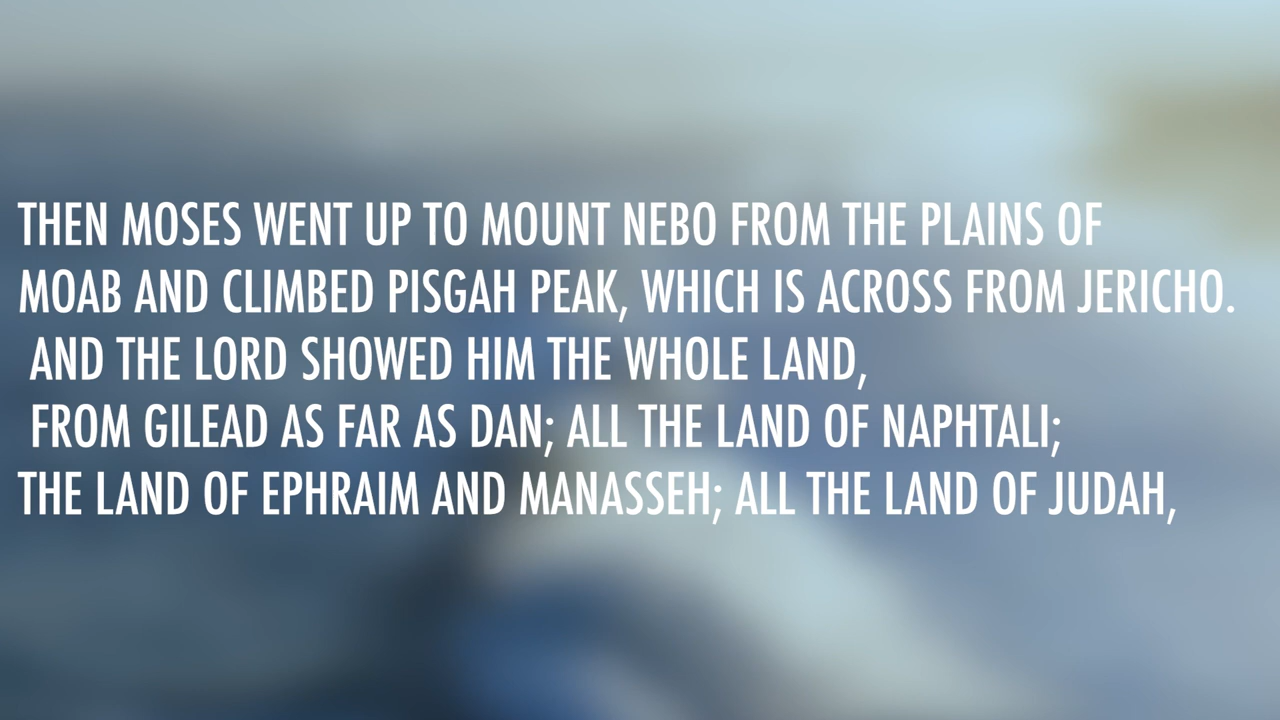 THEN MOSES WENT UP TO MOUNT NEBO FROM THE PLAINS OF
MOAB AND CLIMBED PISGAH PEAK, WHICH IS ACROSS FROM JERICHO.
AND THE LORD SHOWED HIM THE WHOLE LAND,
FROM GILEAD AS FAR AS DAN; ALL THE LAND OF NAPHTALI;
THE LAND OF EPHRAIM AND MANASSEH; ALL THE LAND OF JUDAH,